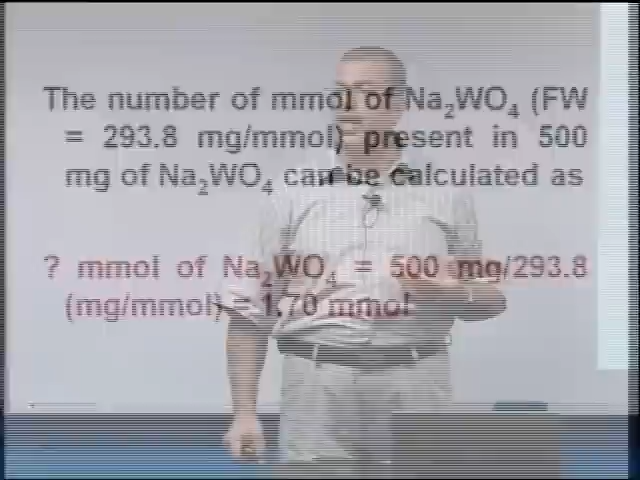 The number of mmol of Na₂WO₄ (FW
= 293.8 mg/mmol) present in 500
mg of Na₂WO₄ can be calculated as
? mmol of Na₂WO₄ = 500 mg/293.8
(mg/mmol) = 1.70 mmol